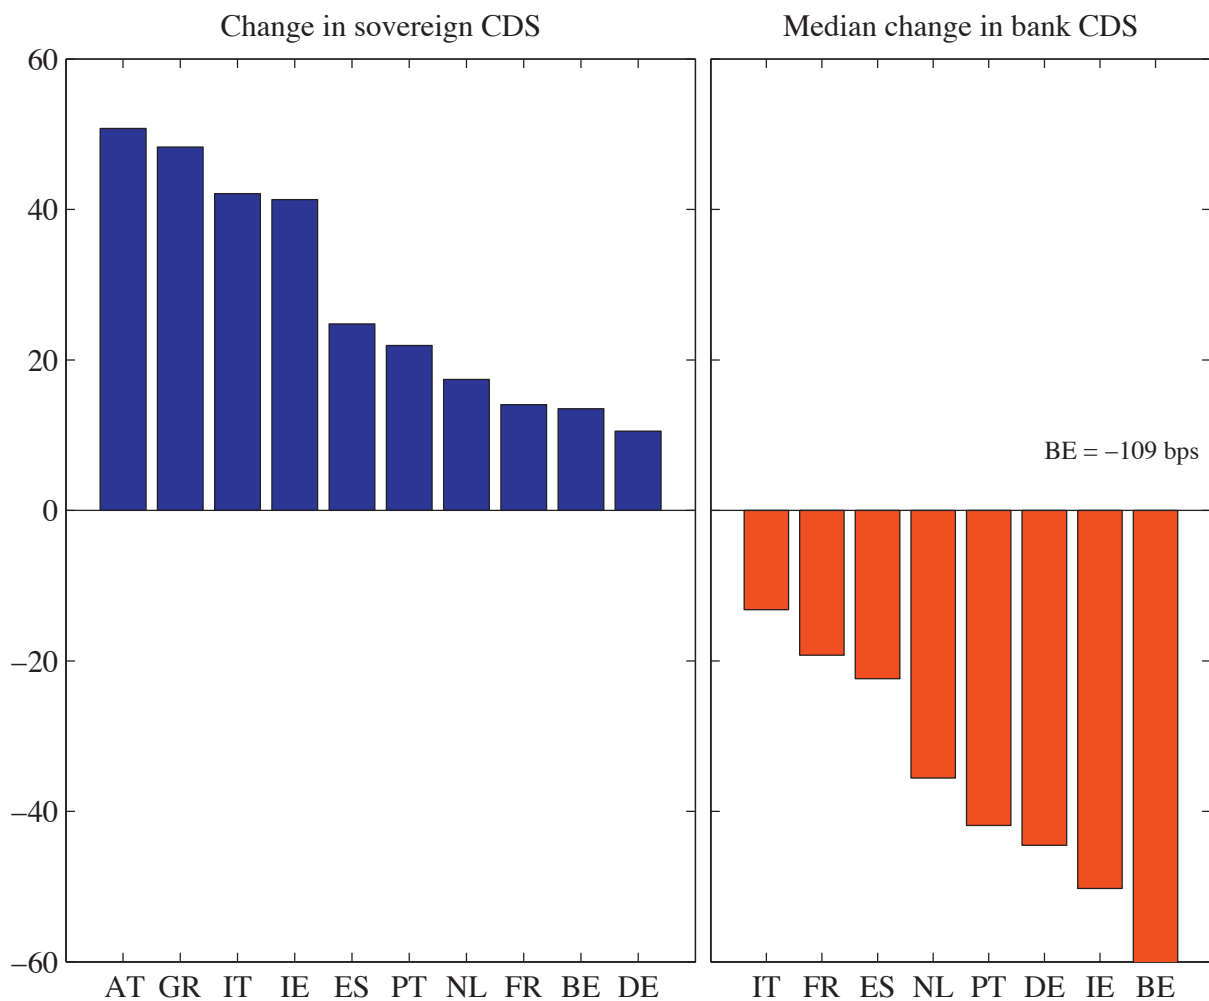 Change in sovereign CDS
Median change in bank CDS
60
40
20
0
–20
–40
–60
BE = –109 bps
AT GR IT IE ES PT NL FR BE DE
IT FR ES NL PT DE IE BE